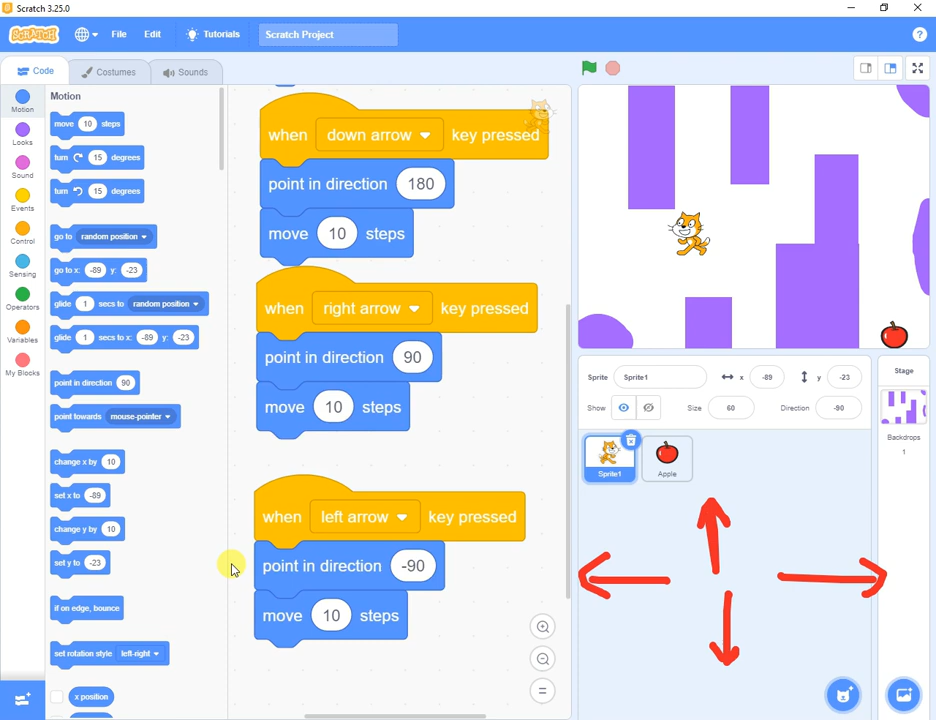 Scratch 3.25.0
SCRATCH File Edit Tutorials Scratch Project ?
Code Costumes Sounds
Motion
Looks
Sound
Events
Control
Sensing
Operators
Variables
My Blocks
Motion
move 10 steps
turn 15 degrees
turn 15 degrees
go to random position
go to x: -89 y: -23
glide 1 secs to random position
glide 1 secs to x: -89 y: -23
point in direction 90
point towards mouse-pointer
change x by 10
set x to -89
change y by 10
set y to -23
if on edge, bounce
set rotation style left-right
x position
when down arrow key pressed
point in direction 180
move 10 steps
when right arrow key pressed
point in direction 90
move 10 steps
when left arrow key pressed
point in direction -90
move 10 steps
Sprite Sprite1 x -89 y -23
Show Size 60 Direction -90
Sprite1
Apple
Stage
Backdrops
1